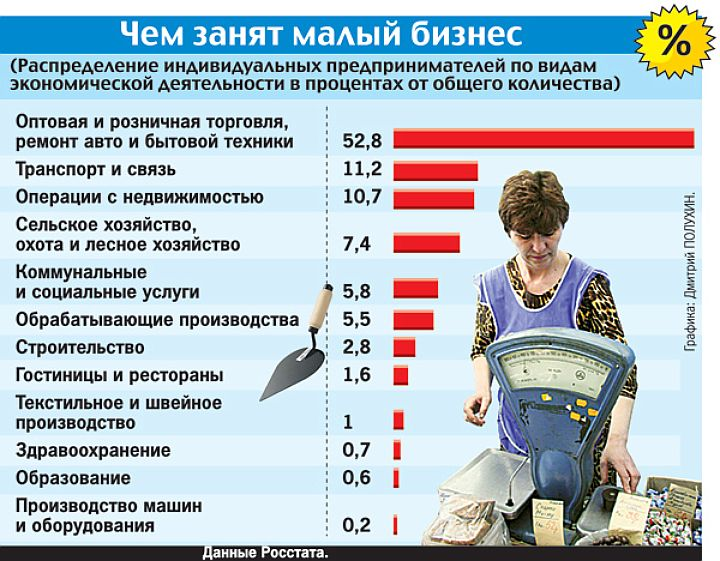 Чем занят малый бизнес
%
(Распределение индивидуальных предпринимателей по видам
экономической деятельности в процентах от общего количества)
Оптовая и розничная торговля,
ремонт авто и бытовой техники 52,8
Транспорт и связь 11,2
Операции с недвижимостью 10,7
Сельское хозяйство,
охота и лесное хозяйство 7,4
Коммунальные
и социальные услуги 5,8
Обрабатывающие производства 5,5
Строительство 2,8
Гостиницы и рестораны 1,6
Текстильное и швейное
производство 1
Здравоохранение 0,7
Образование 0,6
Производство машин
и оборудования 0,2
Графика: Дмитрий ПОЛУХИН.
Данные Росстата.